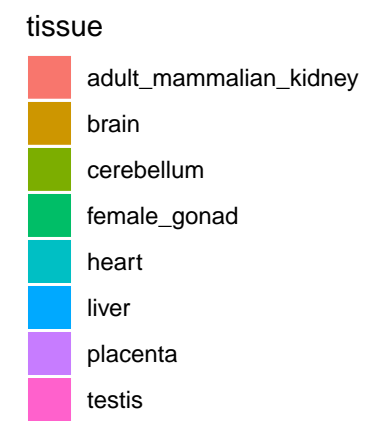 tissue
adult_mammalian_kidney
brain
cerebellum
female_gonad
heart
liver
placenta
testis